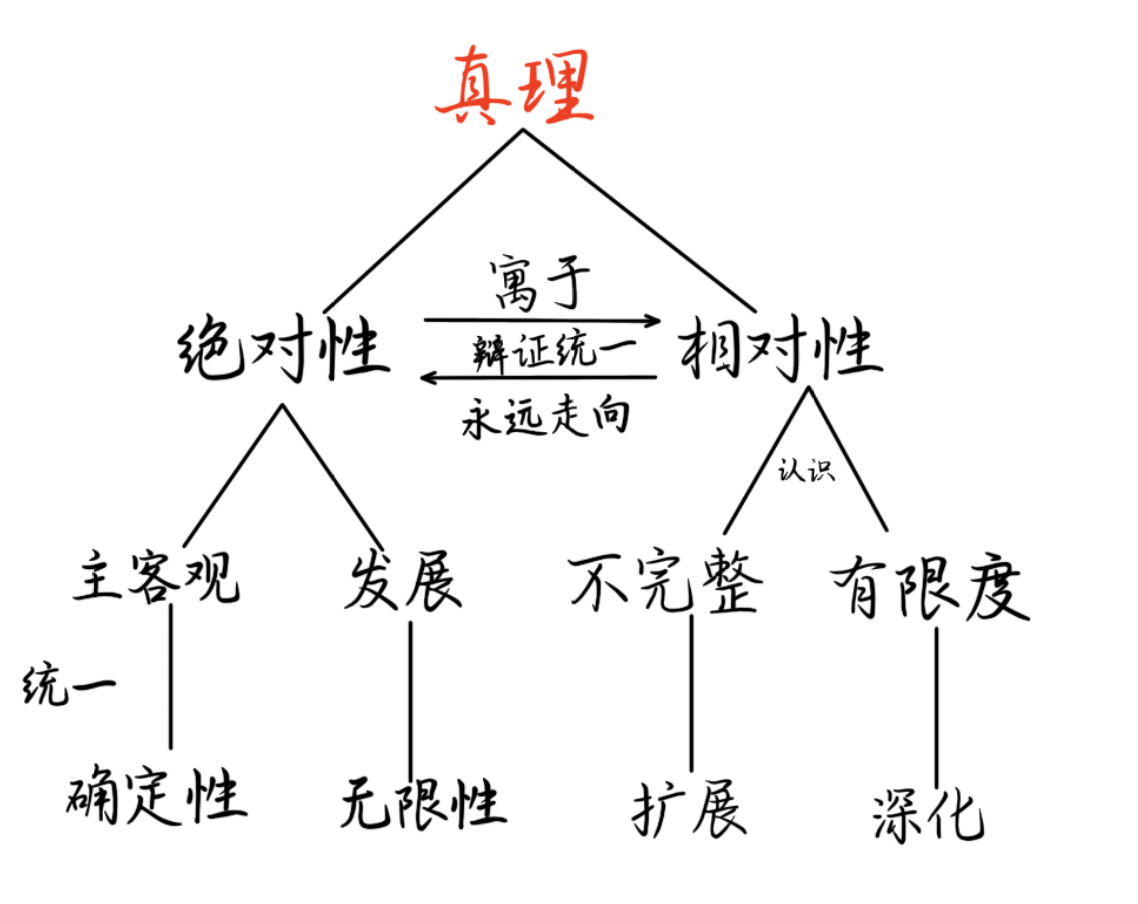 真理
寓于
绝对性
辩证统一
相对性
永远走向
认识
主客观
发展
不完整
有限度
统一
确定性
无限性
扩展
深化